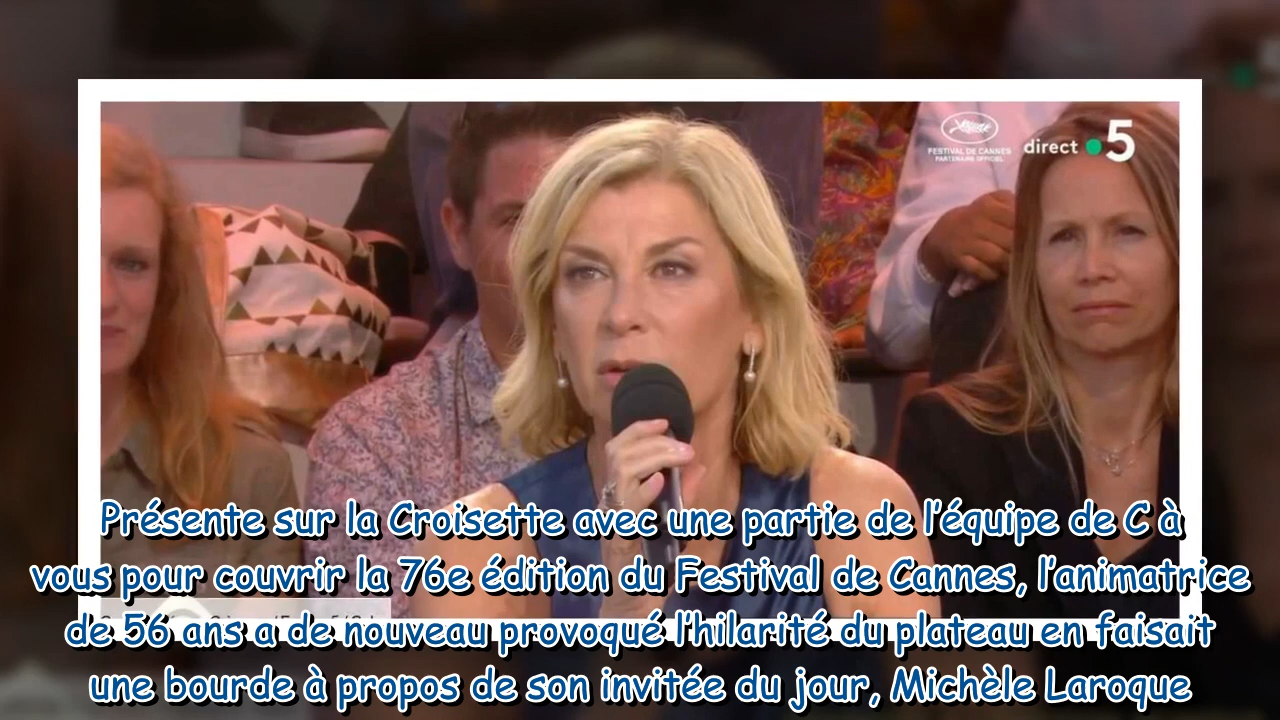 FESTIVAL DE CANNES
PARTENAIRE OFFICIEL
direct 5
Présente sur la Croisette avec une partie de l'équipe de C à
vous pour couvrir la 76e édition du Festival de Cannes, l'animatrice
de 56 ans a de nouveau provoqué l'hilarité du plateau en faisait
une bourde à propos de son invitée du jour, Michèle Laroque